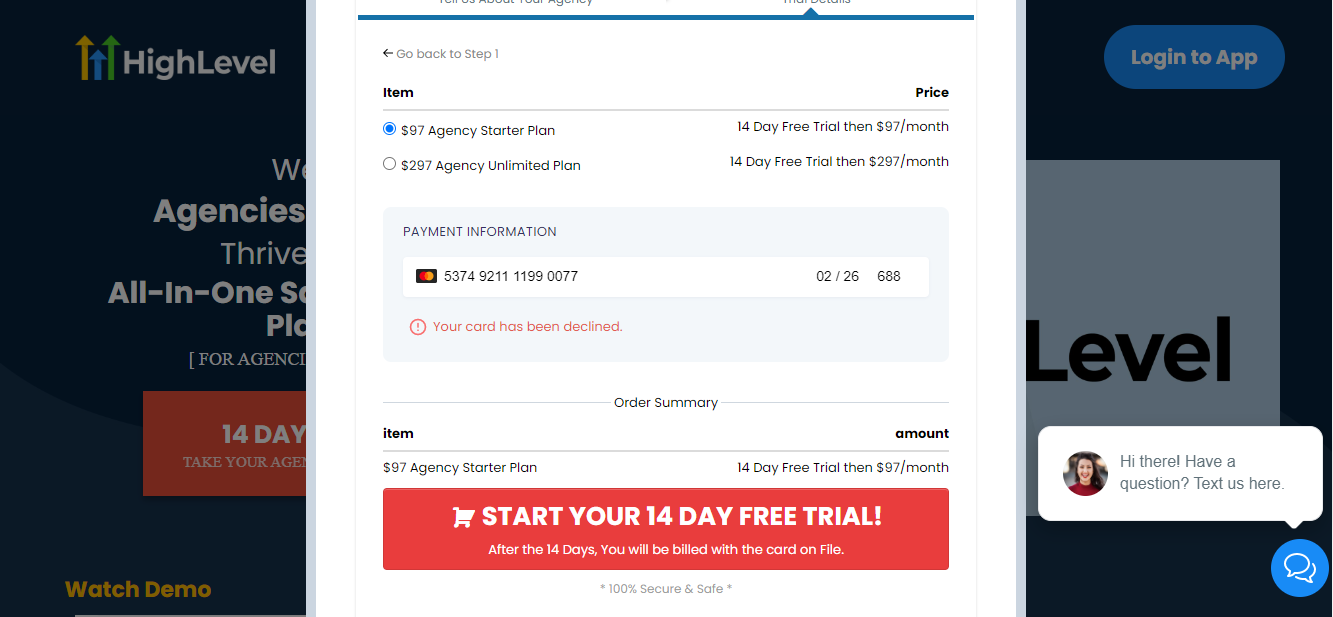 Tell Us About Your Agency
Trial Details
← Go back to Step 1
HighLevel
Login to App
Item Price
$97 Agency Starter Plan 14 Day Free Trial then $97/month
$297 Agency Unlimited Plan 14 Day Free Trial then $297/month
We
Agencies
Thrive
All-In-One
[ FOR
14 DAY
TAKE YOUR
PAYMENT INFORMATION
5374 9211 1199 0077 02 / 26 688
Your card has been declined.
Level
Order Summary
item amount
$97 Agency Starter Plan 14 Day Free Trial then $97/month
START YOUR 14 DAY FREE TRIAL!
After the 14 Days, You will be billed with the card on File.
* 100% Secure & Safe *
Hi there! Have a
question? Text us here.
Watch Demo